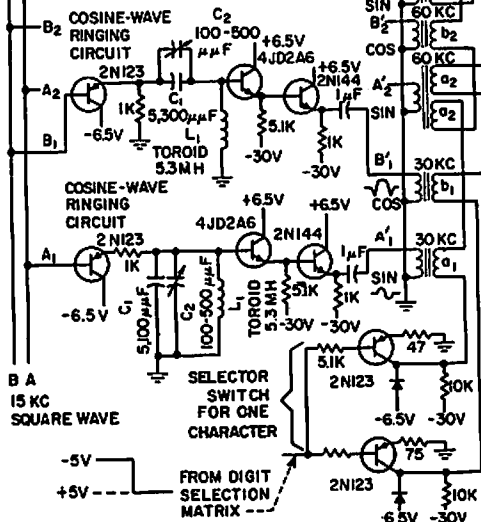 COSINE-WAVE
RINGING
CIRCUIT
C₂
100-500
μμF
+6.5V
4JD2A6
+6.5V
2N144
1μF
2N123
B₂
A₂
B₁
1K
C₁
5,300μμF
L₁
TOROID
5.3MH
-6.5V
5.1K
-30V
1K
-30V
SIN
60 KC
B'₂
b₂
COS
60 KC
A'₂
a₂
SIN
a₂
B'₁
30 KC
b₁
COS
COSINE-WAVE
RINGING
CIRCUIT
4JD2A6
+6.5V
2N144
+6.5V
1μF
A'₁
30 KC
a₁
SIN
A₁
2N123
1K
-6.5V
C₁
5,100μμF
C₂
100-500μμF
L₁
TOROID
5.3 MH
5.1K
-30V
1K
-30V
B A
15 KC
SQUARE WAVE
SELECTOR
SWITCH
FOR ONE
CHARACTER
5.1K
2N123
47
10K
-6.5V
-30V
75
2N123
10K
-6.5V
-30V
-5V
+5V
FROM DIGIT
SELECTION
MATRIX